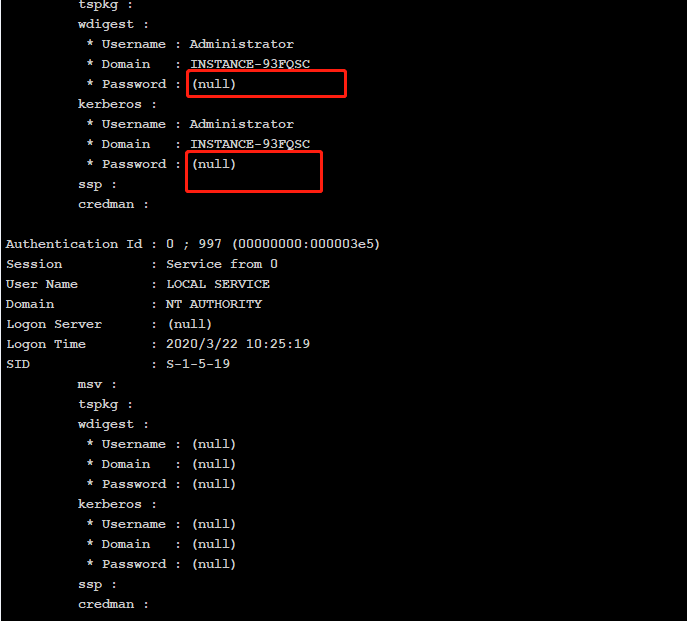 tspkg :
wdigest :
* Username : Administrator
* Domain   : INSTANCE-93FQSC
* Password : (null)
kerberos :
* Username : Administrator
* Domain   : INSTANCE-93FQSC
* Password : (null)
ssp :
credman :
Authentication Id : 0 ; 997 (00000000:000003e5)
Session           : Service from 0
User Name         : LOCAL SERVICE
Domain            : NT AUTHORITY
Logon Server      : (null)
Logon Time        : 2020/3/22 10:25:19
SID               : S-1-5-19
msv :
tspkg :
wdigest :
* Username : (null)
* Domain   : (null)
* Password : (null)
kerberos :
* Username : (null)
* Domain   : (null)
* Password : (null)
ssp :
credman :